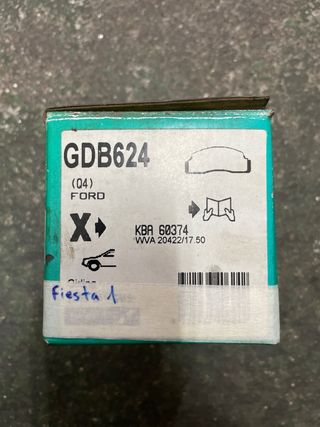 GDB624
(Q4)
FORD
X
KBA 60374
WVA 20422/17.50
fiesta 1